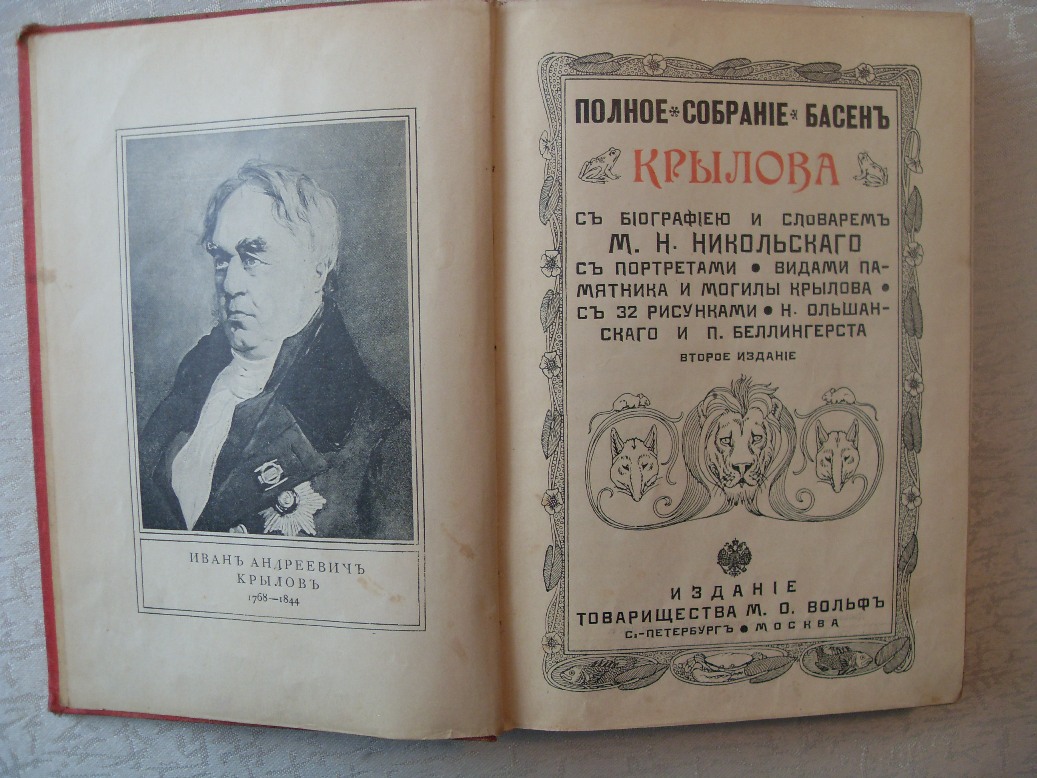 ИВАНЪ АНДРЕЕВИЧЪ
КРЫЛОВЪ
1768—1844
ПОЛНОЕ * СОБРАНІЕ * БАСЕНЪ
КРЫЛОВА
СЪ БІОГРАФІЕЮ И СЛОВАРЕМЪ
М. Н. НИКОЛЬСКАГО
СЪ ПОРТРЕТАМИ • ВИДАМИ ПА-
МЯТНИКА И МОГИЛЫ КРЫЛОВА •
СЪ 32 РИСУНКАМИ • Н. ОЛЬШАН-
СКАГО И П. БЕЛЛИНГЕРСТА
ВТОРОЕ ИЗДАНІЕ
ИЗДАНІЕ
ТОВАРИЩЕСТВА М. О. ВОЛЬФЪ
С.-ПЕТЕРБУРГЪ • МОСКВА